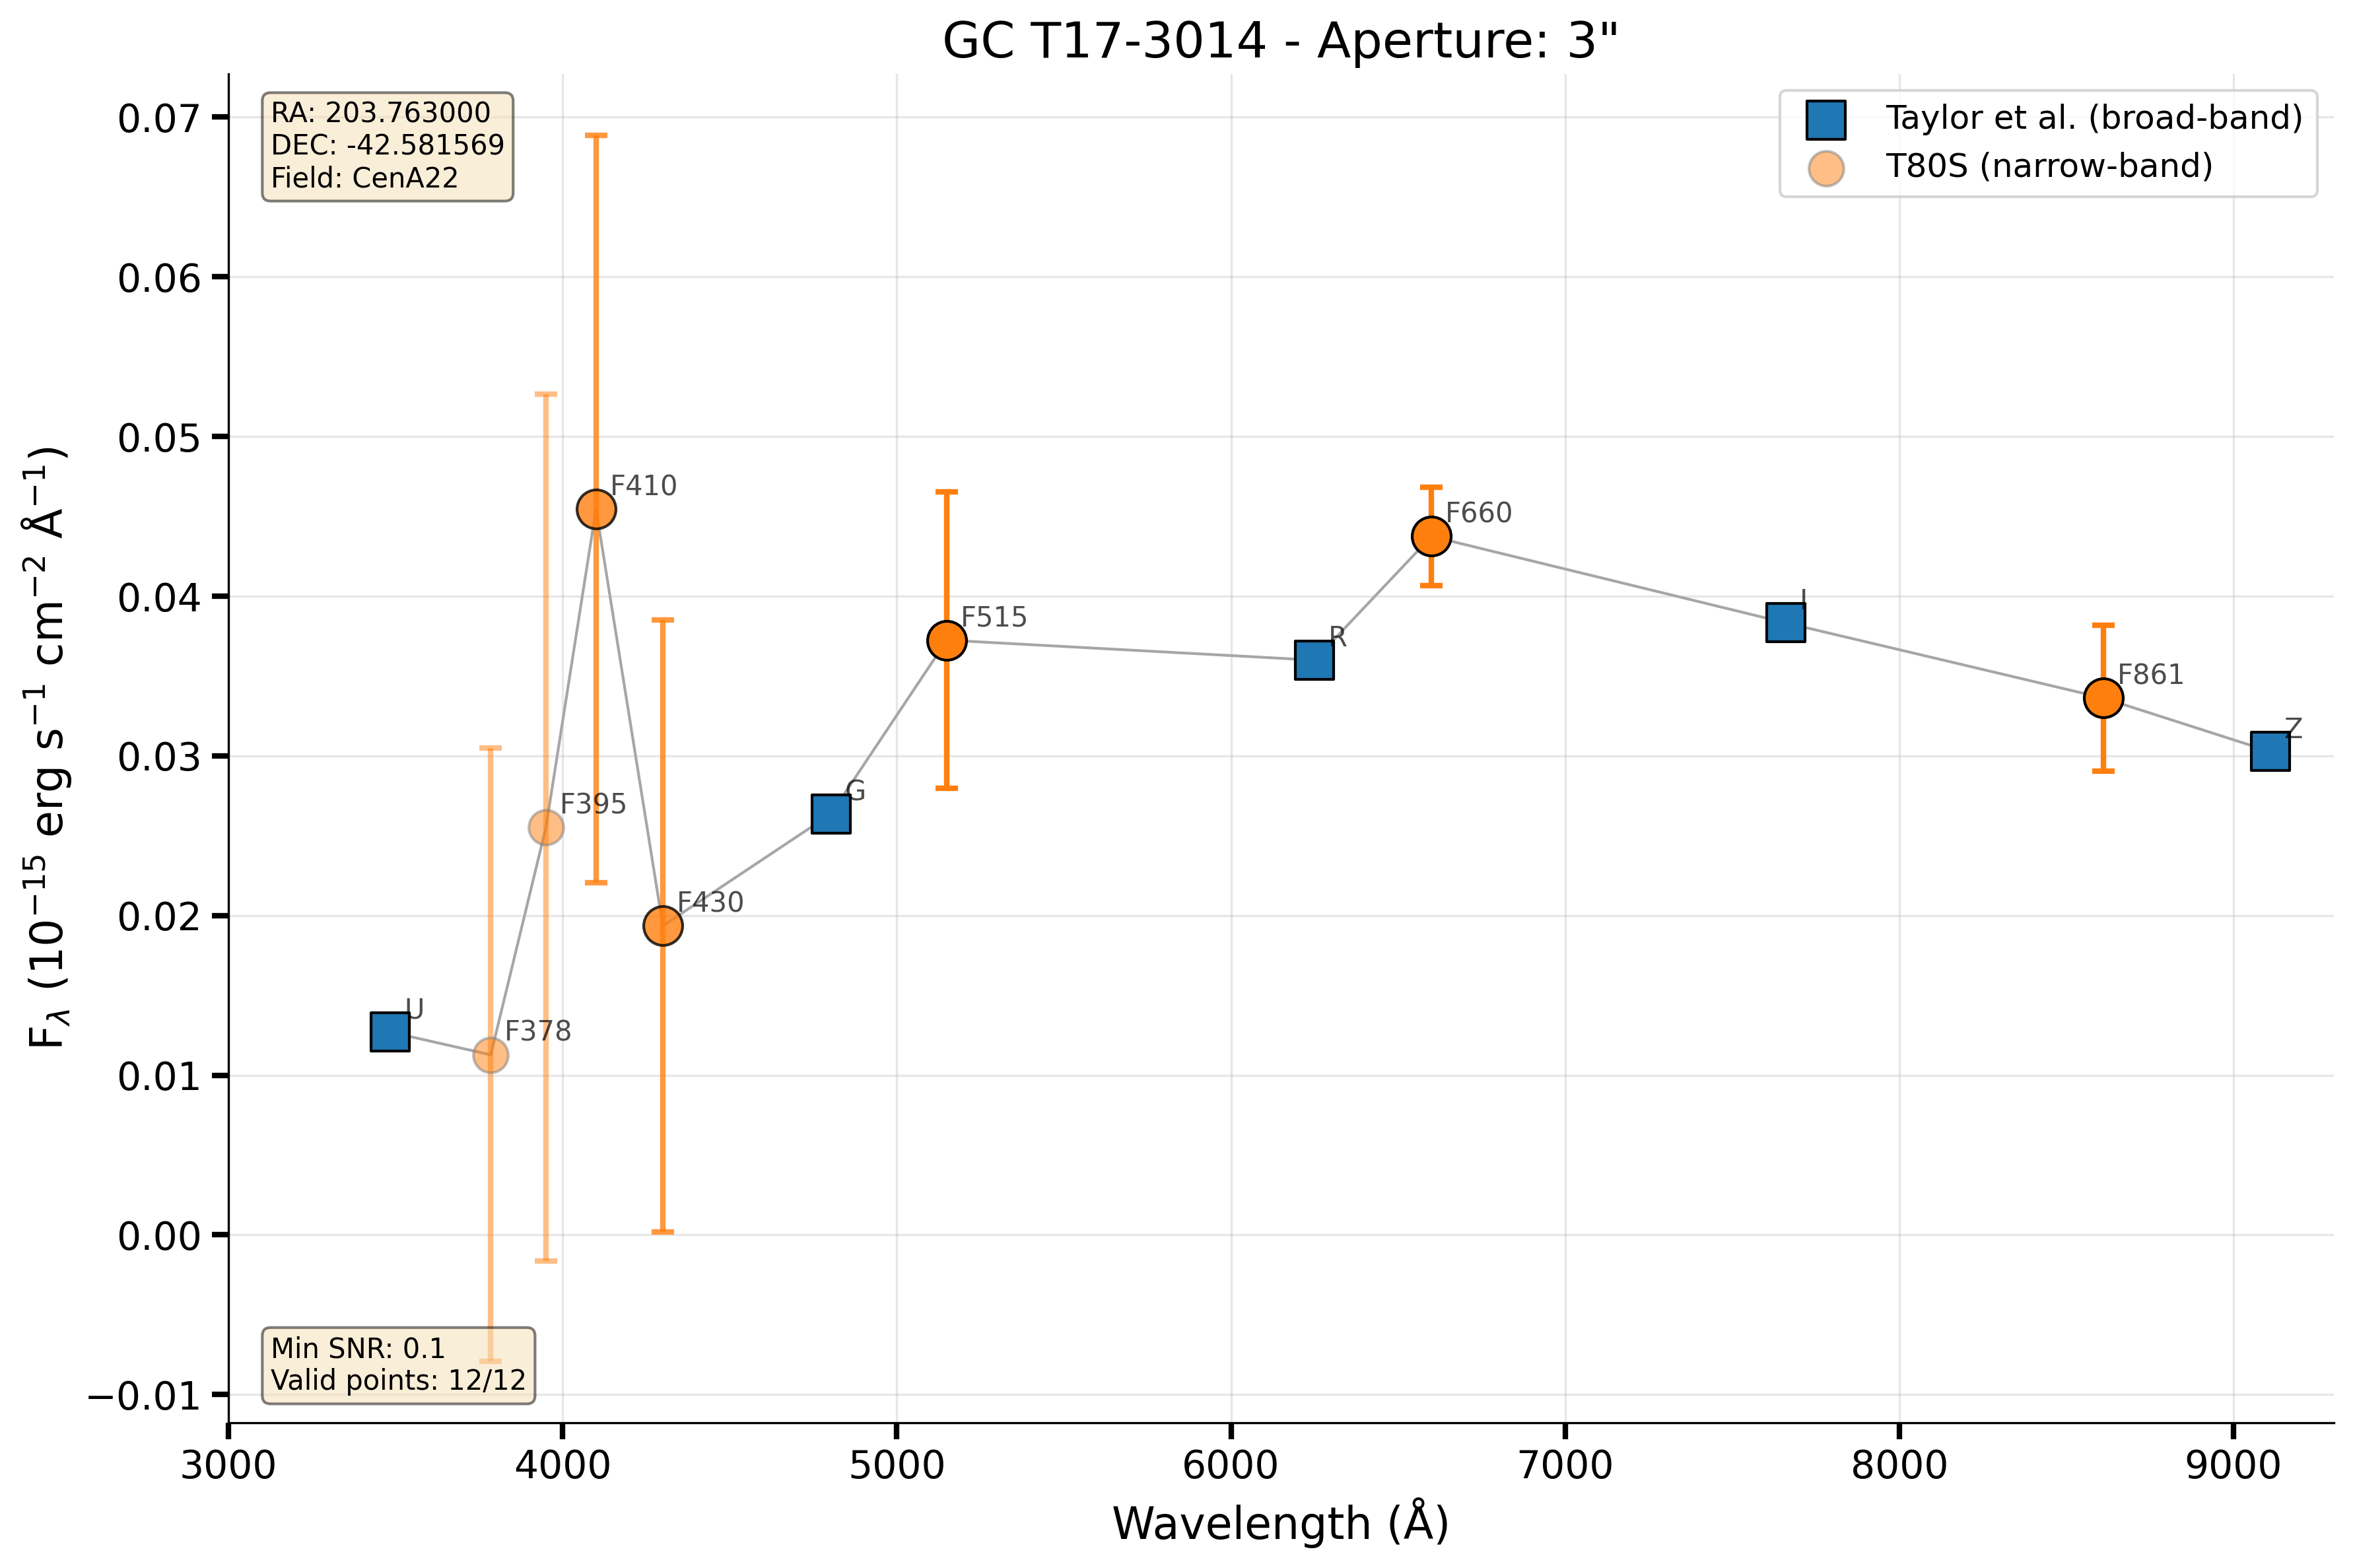 GC T17-3014 - Aperture: 3"
RA: 203.763000
DEC: -42.581569
Field: CenA22
Taylor et al. (broad-band)
T80S (narrow-band)
F$_{λ}$ (10$^{−15}$ erg s$^{−1}$ cm$^{−2}$ Å$^{−1}$)
0.07
0.06
0.05
0.04
0.03
0.02
0.01
0.00
−0.01
U
F378
F395
F410
F430
G
F515
R
F660
I
F861
Z
Min SNR: 0.1
Valid points: 12/12
3000 4000 5000 6000 7000 8000 9000
Wavelength (Å)